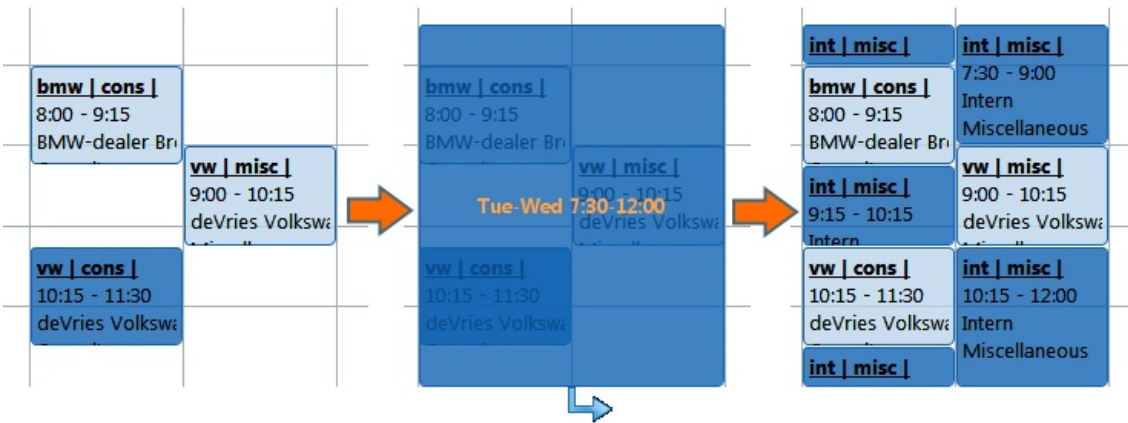 bmw | cons |
8:00 - 9:15
BMW-dealer Br
vw | misc |
9:00 - 10:15
deVries Volkswa
vw | cons |
10:15 - 11:30
deVries Volkswa
bmw | cons |
8:00 - 9:15
BMW-dealer Br
vw | misc |
9:00 - 10:15
deVries Volkswa
Tue-Wed 7:30-12:00
vw | cons |
10:15 - 11:30
deVries Volkswa
int | misc |
bmw | cons |
8:00 - 9:15
BMW-dealer Br
int | misc |
9:15 - 10:15
Intern
vw | cons |
10:15 - 11:30
deVries Volkswa
int | misc |
int | misc |
7:30 - 9:00
Intern
Miscellaneous
vw | misc |
9:00 - 10:15
deVries Volkswa
int | misc |
10:15 - 12:00
Intern
Miscellaneous